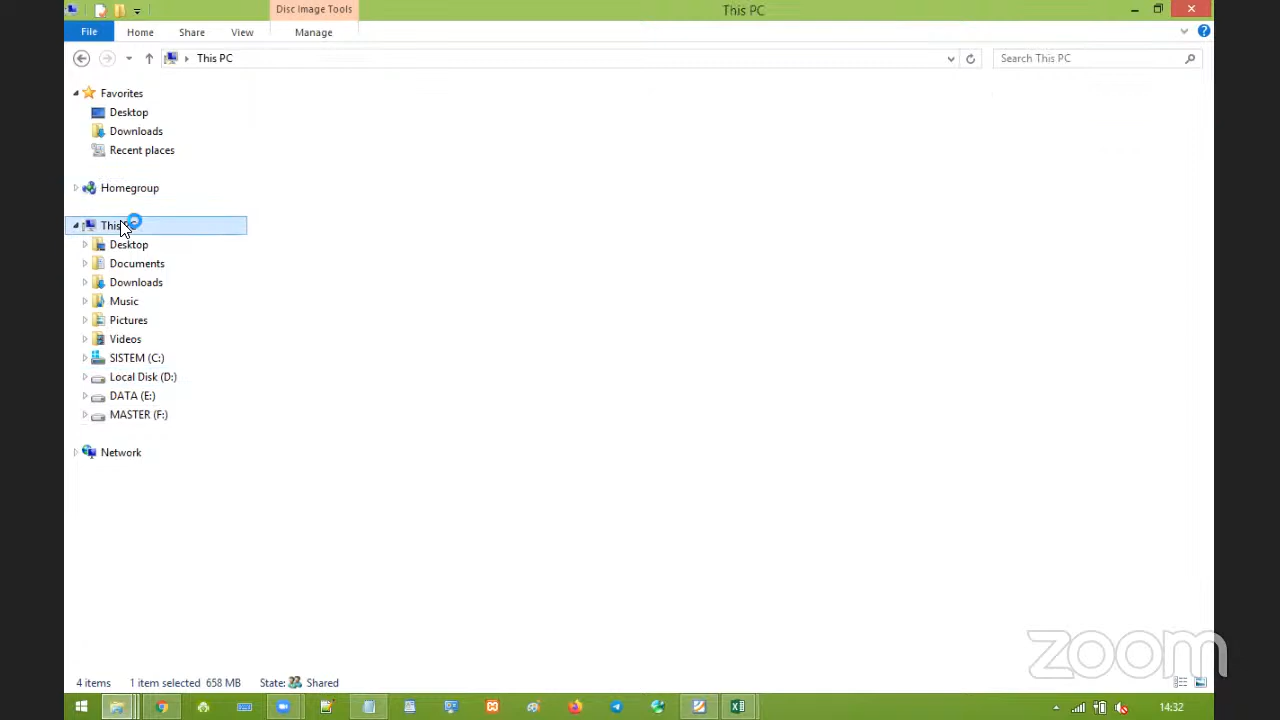 Disc Image Tools
This PC
File
Home
Share
View
Manage
This PC
Search This PC
Favorites
Desktop
Downloads
Recent places
Homegroup
This PC
Desktop
Documents
Downloads
Music
Pictures
Videos
SISTEM (C:)
Local Disk (D:)
DATA (E:)
MASTER (F:)
Network
zoom
4 items 1 item selected 658 MB State: Shared
14:32